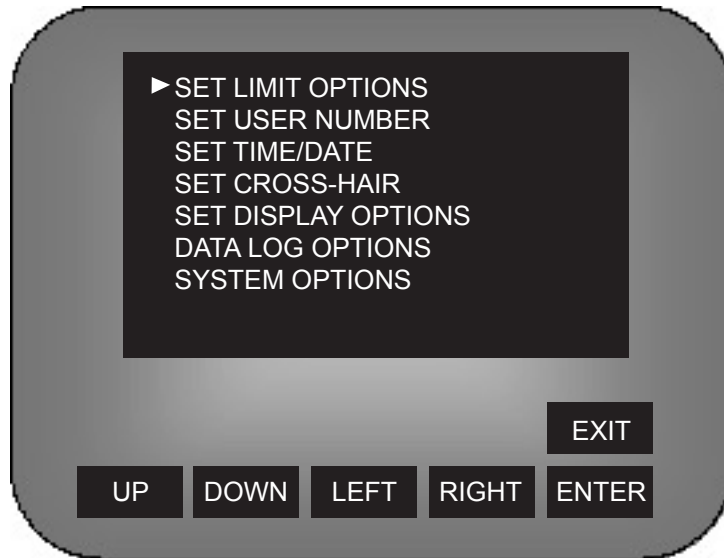 SET LIMIT OPTIONS
SET USER NUMBER
SET TIME/DATE
SET CROSS-HAIR
SET DISPLAY OPTIONS
DATA LOG OPTIONS
SYSTEM OPTIONS
EXIT
UP DOWN LEFT RIGHT ENTER